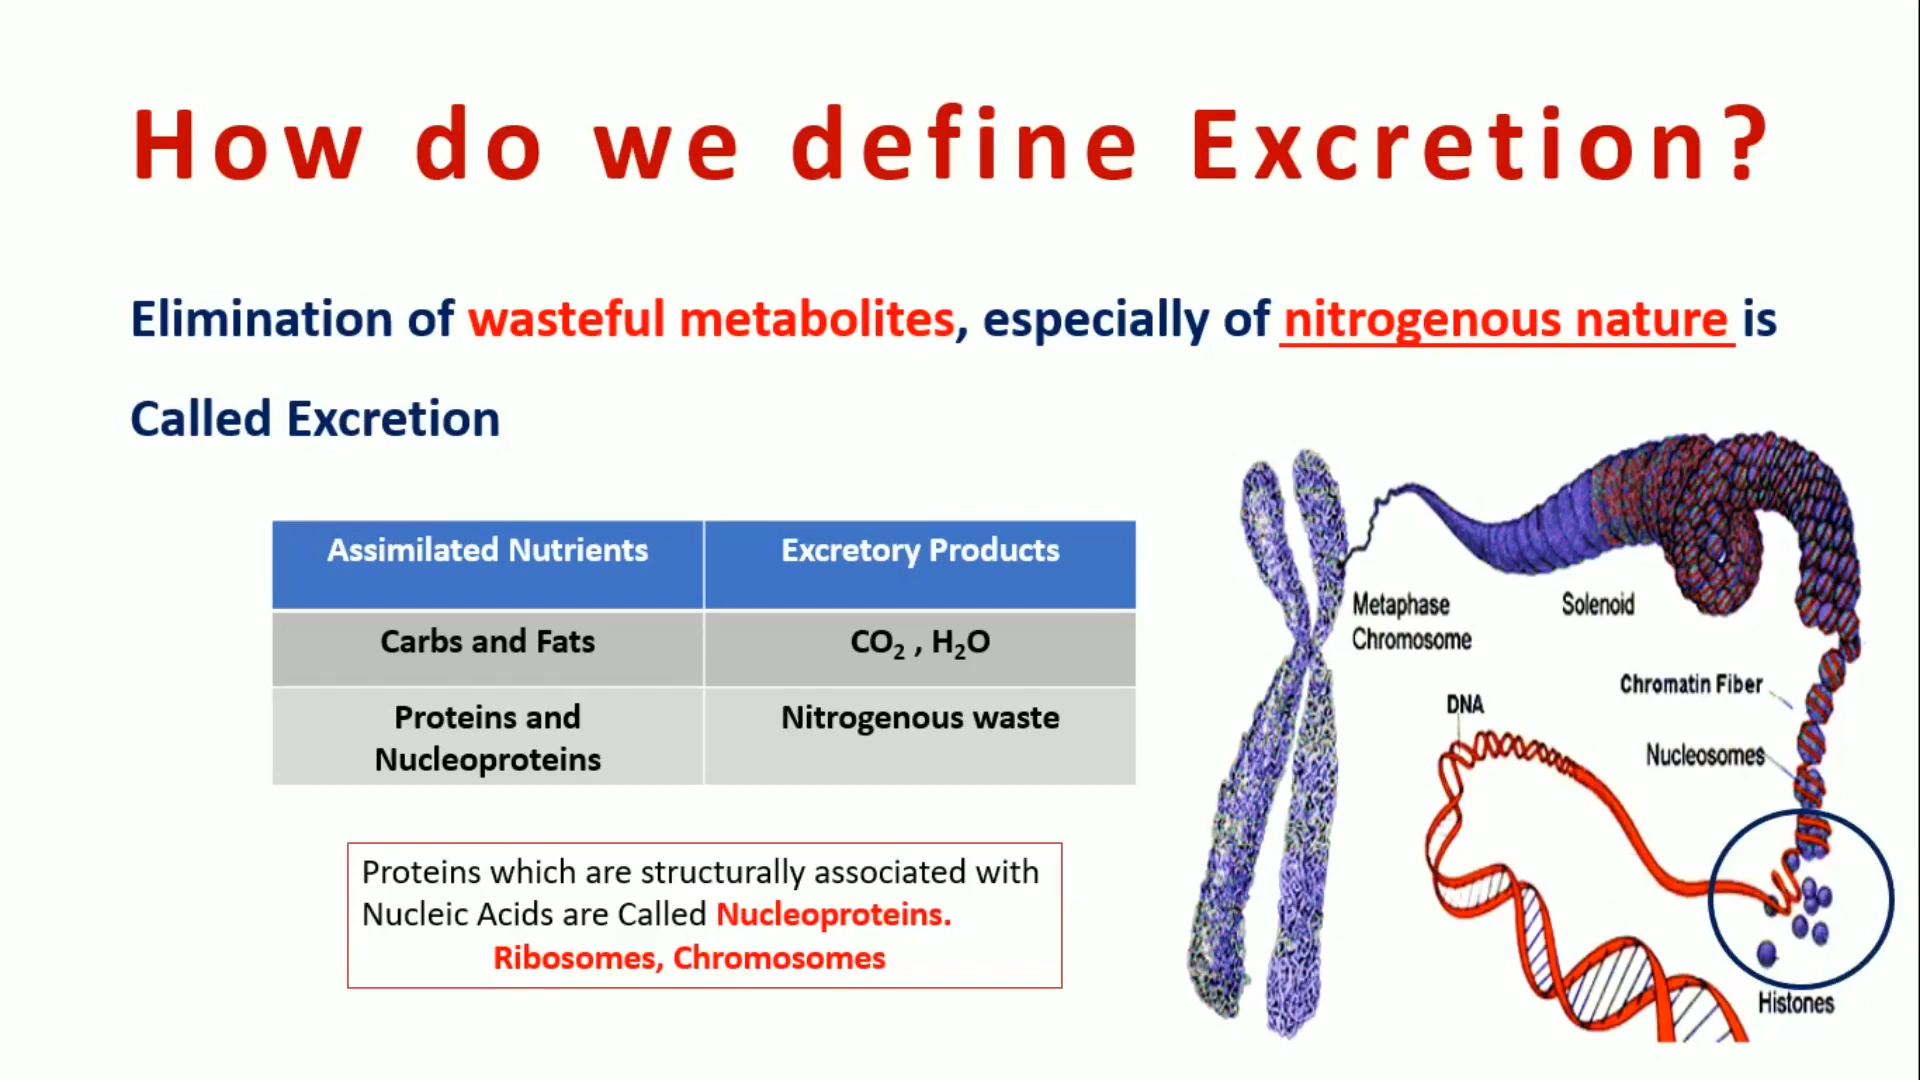 How do we define Excretion?
Elimination of wasteful metabolites, especially of nitrogenous nature is
Called Excretion
Assimilated Nutrients
Excretory Products
Carbs and Fats
CO₂ , H₂O
Proteins and
Nucleoproteins
Nitrogenous waste
Proteins which are structurally associated with
Nucleic Acids are Called Nucleoproteins.
Ribosomes, Chromosomes
Metaphase
Chromosome
Solenoid
Chromatin Fiber
DNA
Nucleosomes
Histones